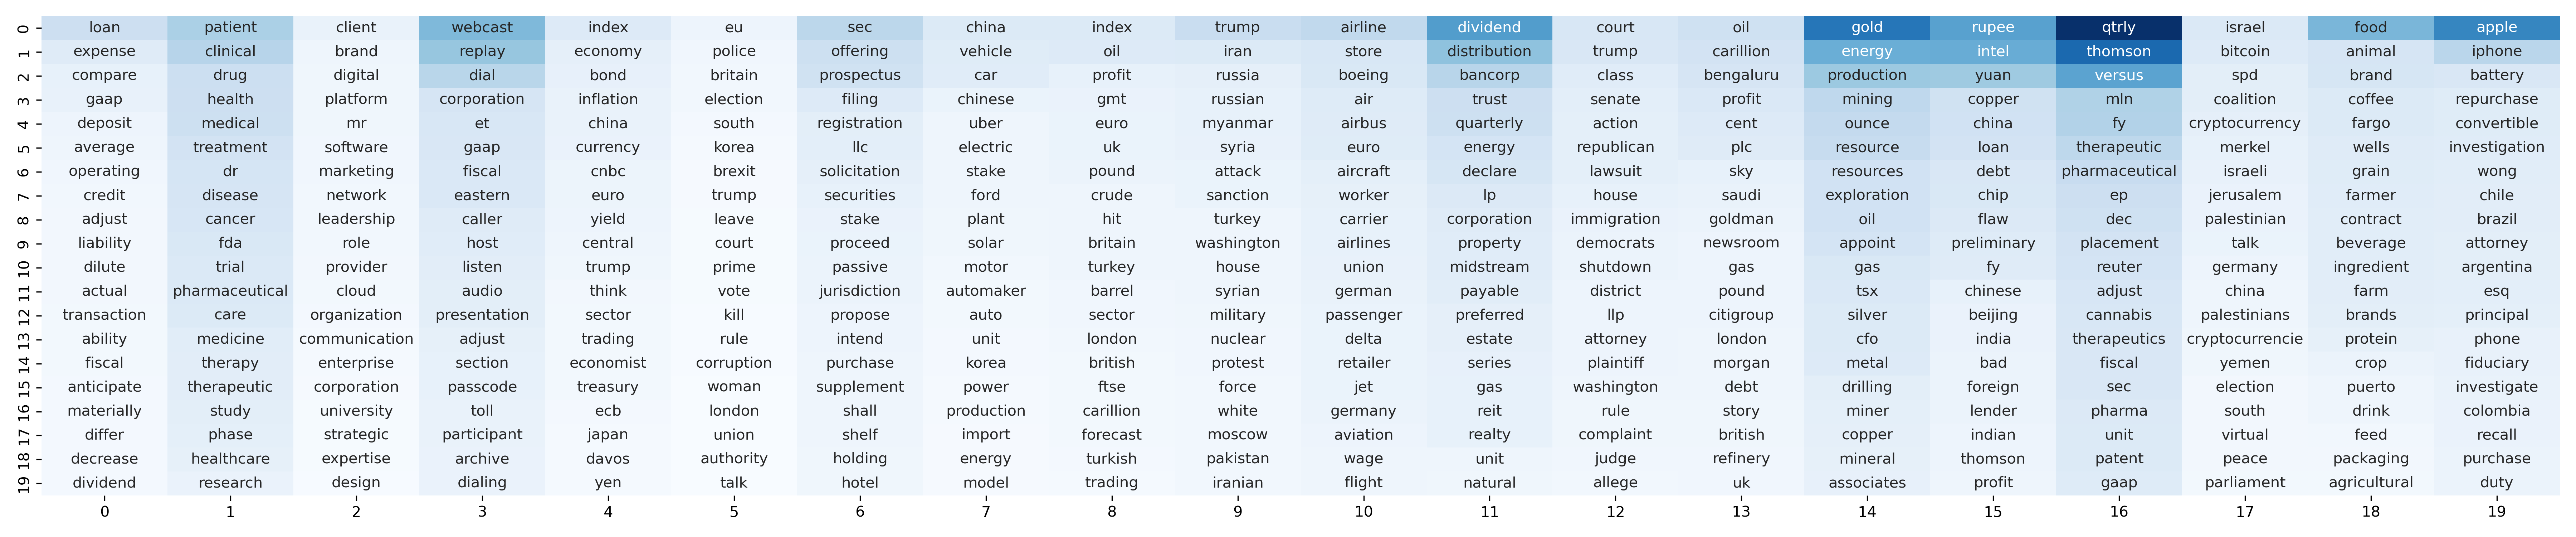 0 loan patient client webcast index eu sec china index trump airline dividend court oil gold rupee qtrly israel food apple
1 expense clinical brand replay economy police offering vehicle oil iran store distribution trump carillion energy intel thomson bitcoin animal iphone
2 compare drug digital dial bond britain prospectus car profit russia boeing bancorp class bengaluru production yuan versus spd brand battery
3 gaap health platform corporation inflation election filing chinese gmt russian air trust senate profit mining copper mln coalition coffee repurchase
4 deposit medical mr et china south registration uber euro myanmar airbus quarterly action cent ounce china fy cryptocurrency fargo convertible
5 average treatment software gaap currency korea llc electric uk syria euro energy republican plc resource loan therapeutic merkel wells investigation
6 operating dr marketing fiscal cnbc brexit solicitation stake pound attack aircraft declare lawsuit sky resources debt pharmaceutical israeli grain wong
7 credit disease network eastern euro trump securities ford crude sanction worker lp house saudi exploration chip ep jerusalem farmer chile
8 adjust cancer leadership caller yield leave stake plant hit turkey carrier corporation immigration goldman oil flaw dec palestinian contract brazil
9 liability fda role host central court proceed solar britain washington airlines property democrats newsroom appoint preliminary placement talk beverage attorney
10 dilute trial provider listen trump prime passive motor turkey house union midstream shutdown gas gas fy reuter germany ingredient argentina
11 actual pharmaceutical cloud audio think vote jurisdiction automaker barrel syrian german payable district pound tsx chinese adjust china farm esq
12 transaction care organization presentation sector kill propose auto sector military passenger preferred llp citigroup silver beijing cannabis palestinians brands principal
13 ability medicine communication adjust trading rule intend unit london nuclear delta estate attorney london cfo india therapeutics cryptocurrencie protein phone
14 fiscal therapy enterprise section economist corruption purchase korea british protest retailer series plaintiff morgan metal bad fiscal yemen crop fiduciary
15 anticipate therapeutic corporation passcode treasury woman supplement power ftse force jet gas washington debt drilling foreign sec election puerto investigate
16 materially study university toll ecb london shall production carillion white germany reit rule story miner lender pharma south drink colombia
17 differ phase strategic participant japan union shelf import forecast moscow aviation realty complaint british copper indian unit virtual feed recall
18 decrease healthcare expertise archive davos authority holding energy turkish pakistan wage unit judge refinery mineral thomson patent peace packaging purchase
19 dividend research design dialing yen talk hotel model trading iranian flight natural allege uk associates profit gaap parliament agricultural duty
0 1 2 3 4 5 6 7 8 9 10 11 12 13 14 15 16 17 18 19